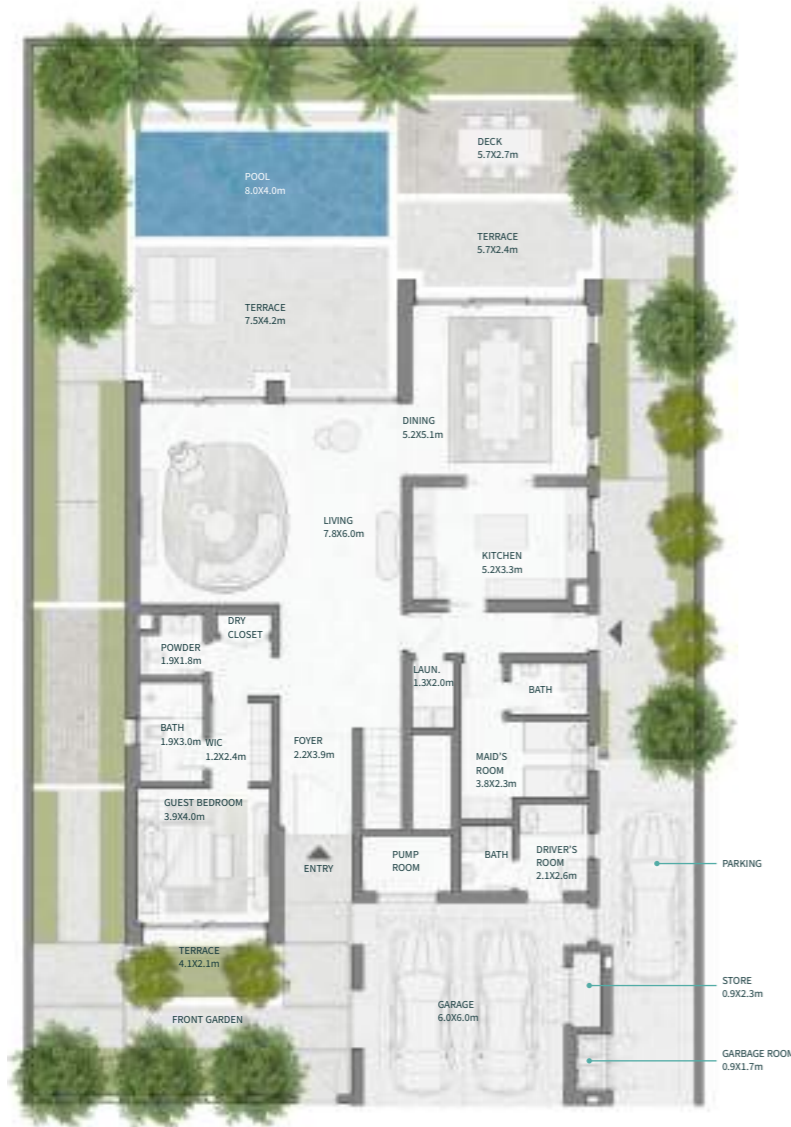 DECK
5.7X2.7m
POOL
8.0X4.0m
TERRACE
5.7X2.4m
TERRACE
7.5X4.2m
DINING
5.2X5.1m
LIVING
7.8X6.0m
KITCHEN
5.2X3.3m
DRY
CLOSET
POWDER
1.9X1.8m
LAUN.
1.3X2.0m
BATH
BATH
1.9X3.0m
WIC
1.2X2.4m
FOYER
2.2X3.9m
MAID'S
ROOM
3.8X2.3m
GUEST BEDROOM
3.9X4.0m
ENTRY
PUMP
ROOM
BATH
DRIVER'S
ROOM
2.1X2.6m
PARKING
TERRACE
4.1X2.1m
STORE
0.9X2.3m
GARAGE
6.0X6.0m
FRONT GARDEN
GARBAGE ROOM
0.9X1.7m